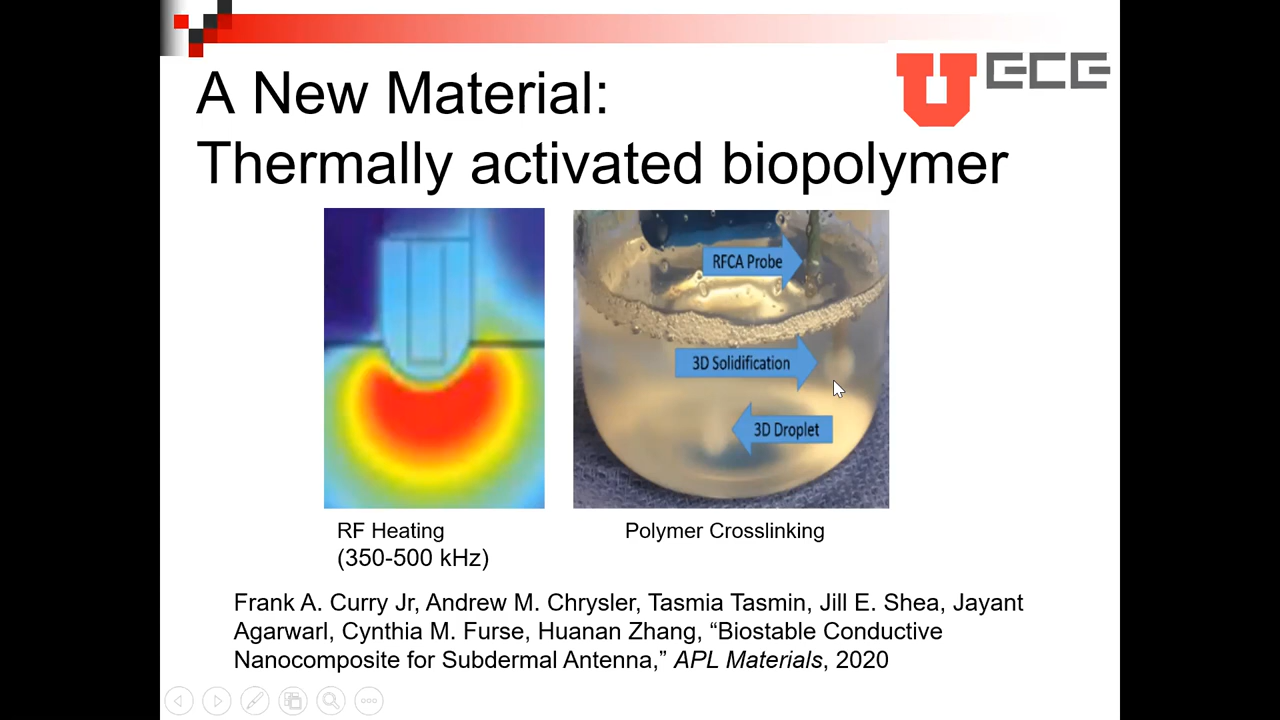 U ECE
A New Material:
Thermally activated biopolymer
RFCA Probe
3D Solidification
3D Droplet
RF Heating
(350-500 kHz)
Polymer Crosslinking
Frank A. Curry Jr, Andrew M. Chrysler, Tasmia Tasmin, Jill E. Shea, Jayant
Agarwarl, Cynthia M. Furse, Huanan Zhang, “Biostable Conductive
Nanocomposite for Subdermal Antenna,” APL Materials, 2020